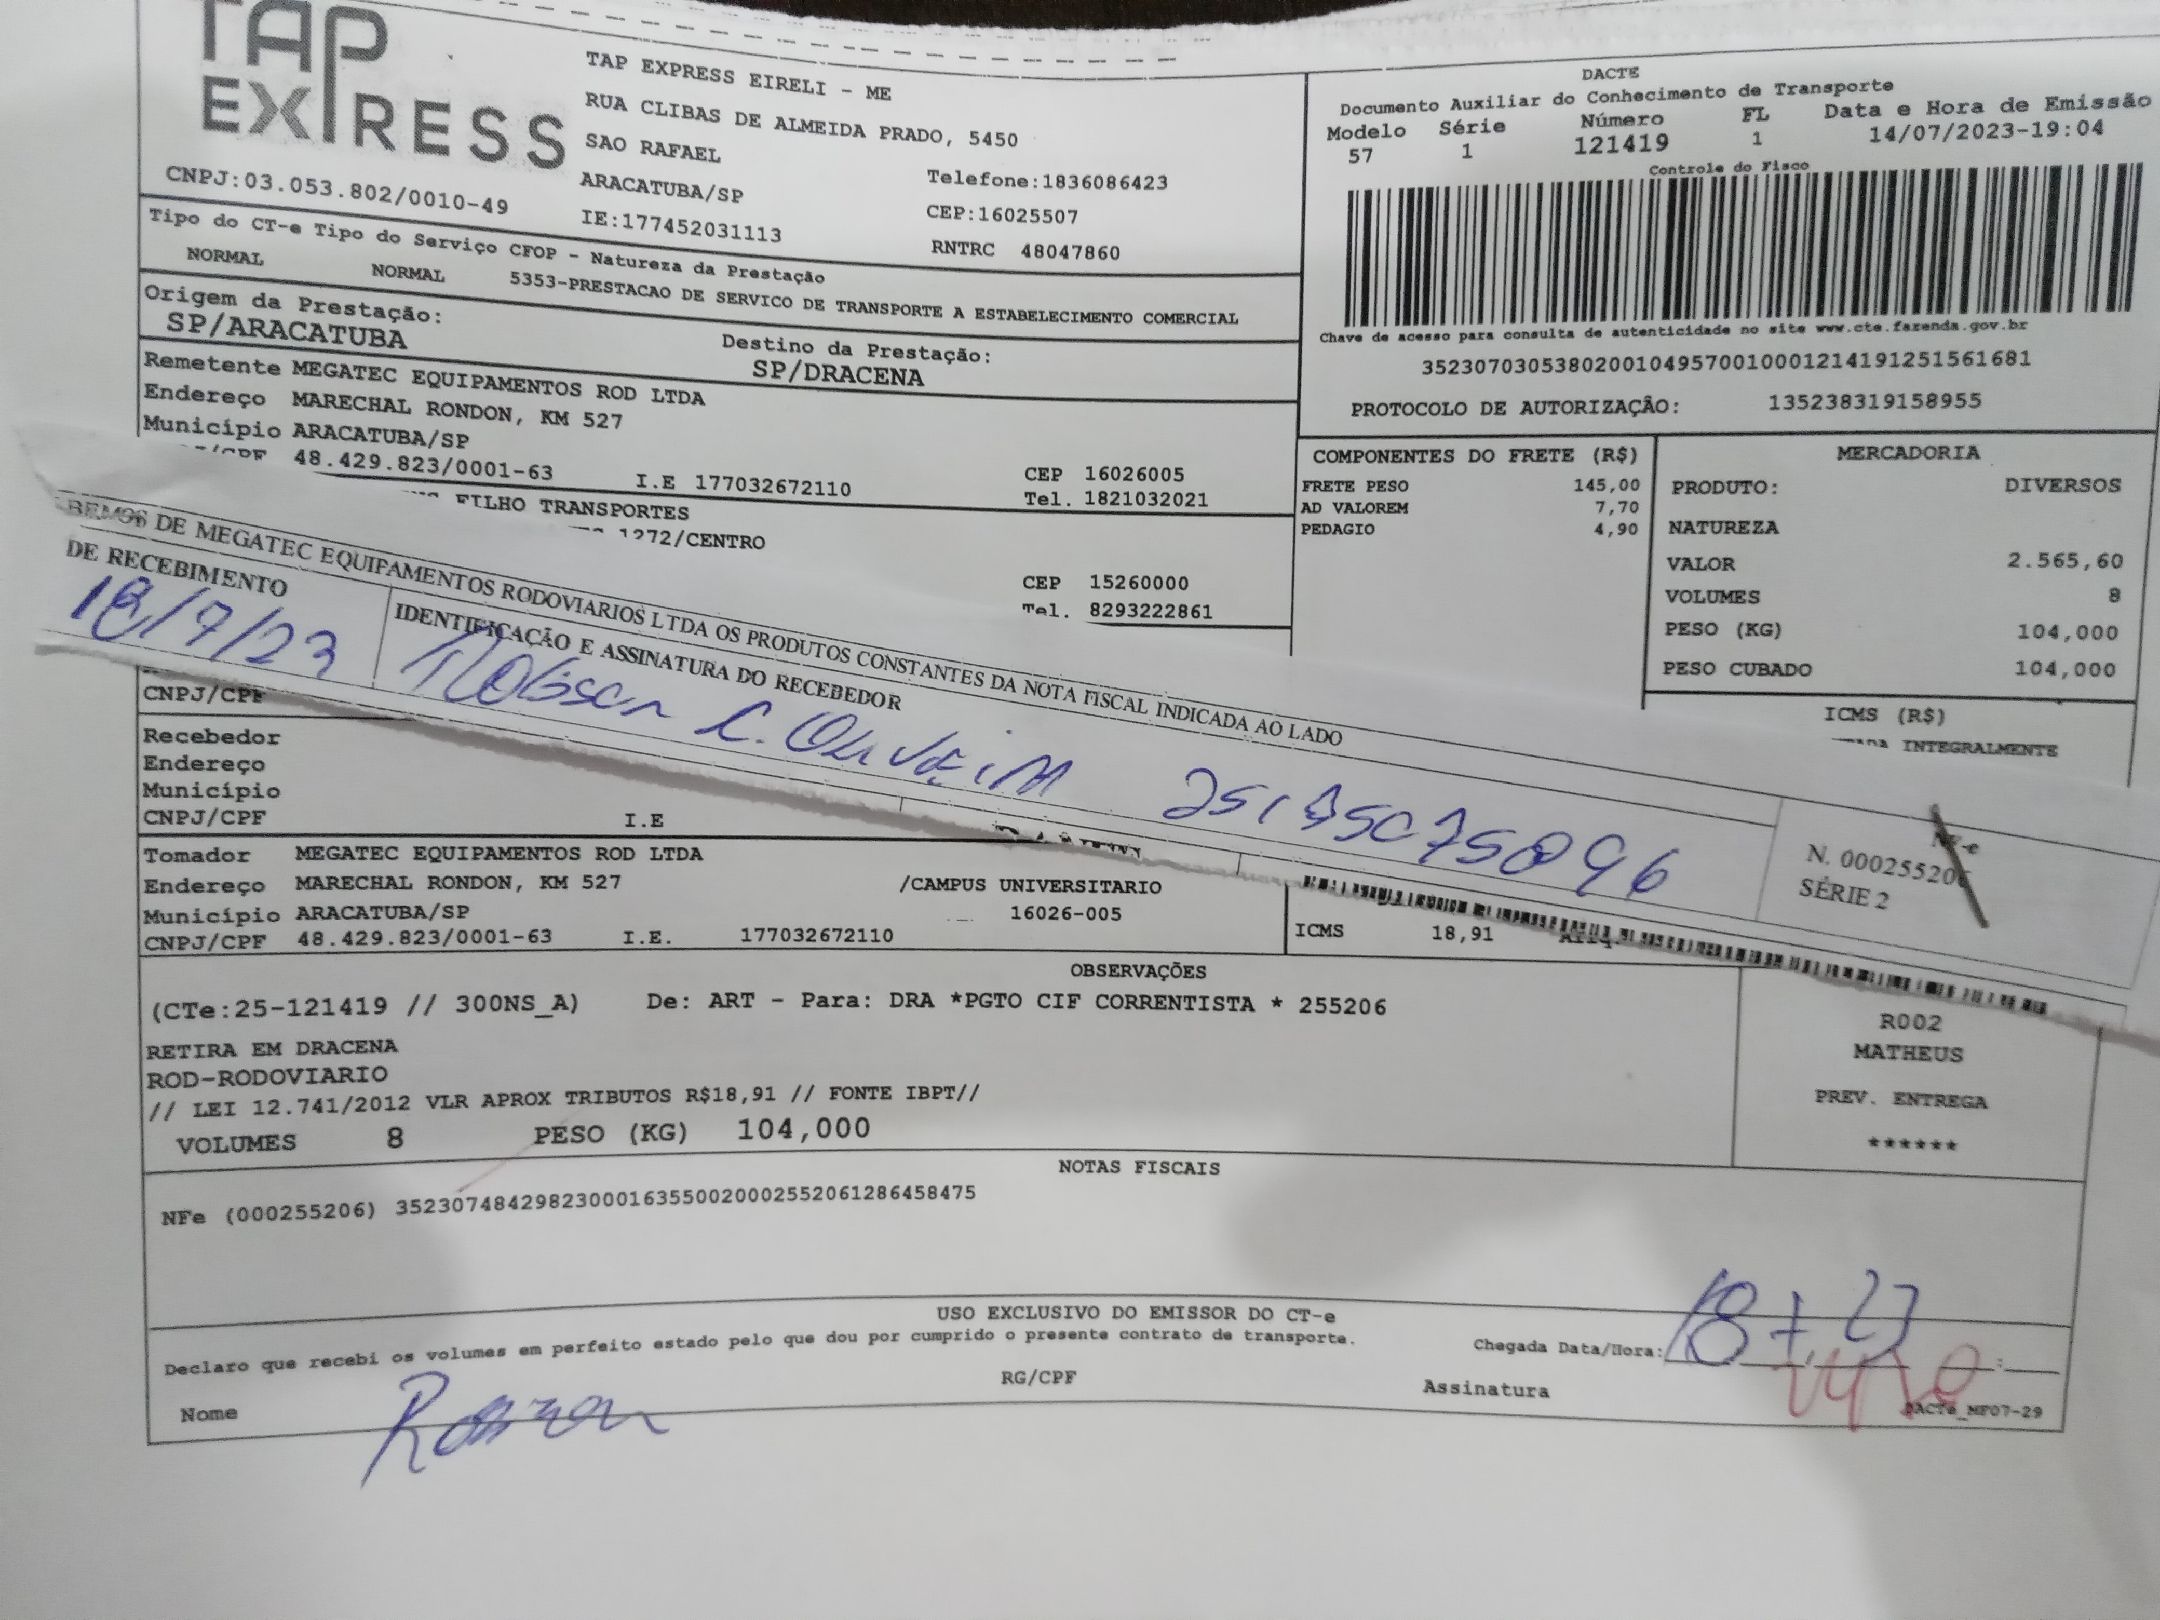 TAP
EXPRESS
CNPJ:03.053.802/0010-49
TAP EXPRESS EIRELI - ME
RUA CLIBAS DE ALMEIDA PRADO, 5450
SAO RAFAEL
ARACATUBA/SP
IE:177452031113
Telefone:1836086423
CEP:16025507
RNTRC 48047860
DACTE
Documento Auxiliar do Conhecimento de Transporte
Modelo Série Número FL Data e Hora de Emissão
57 1 121419 1 14/07/2023-19:04
Controle do Fisco
Chave de acesso para consulta de autenticidade no site www.cte.fazenda.gov.br
35230703053802001049570010001214191251561681
PROTOCOLO DE AUTORIZAÇÃO: 135238319158955
Tipo do CT-e Tipo do Serviço CFOP - Natureza da Prestação
NORMAL NORMAL 5353-PRESTACAO DE SERVICO DE TRANSPORTE A ESTABELECIMENTO COMERCIAL
Origem da Prestação:
SP/ARACATUBA
Destino da Prestação:
SP/DRACENA
Remetente MEGATEC EQUIPAMENTOS ROD LTDA
Endereço MARECHAL RONDON, KM 527
Município ARACATUBA/SP
48.429.823/0001-63 I.E 177032672110
CEP 16026005
Tel. 1821032021
FILHO TRANSPORTES
1272/CENTRO
CEP 15260000
Tel. 8293222861
COMPONENTES DO FRETE (R$)
FRETE PESO 145,00
AD VALOREM 7,70
PEDAGIO 4,90
MERCADORIA
PRODUTO: DIVERSOS
NATUREZA
VALOR 2.565,60
VOLUMES 8
PESO (KG) 104,000
PESO CUBADO 104,000
ICMS (R$)
INTEGRALMENTE
DE MEGATEC EQUIPAMENTOS RODOVIARIOS LTDA OS PRODUTOS CONSTANTES DA NOTA FISCAL INDICADA AO LADO
DE RECEBIMENTO
18/7/23
IDENTIFICAÇÃO E ASSINATURA DO RECEBEDOR
Robson C. Oliveira
NF-e
N. 000255206
SÉRIE 2
CNPJ/CPF
Recebedor
Endereço
Município
CNPJ/CPF I.E
Tomador MEGATEC EQUIPAMENTOS ROD LTDA
Endereço MARECHAL RONDON, KM 527 /CAMPUS UNIVERSITARIO
Município ARACATUBA/SP 16026-005
CNPJ/CPF 48.429.823/0001-63 I.E. 177032672110
ICMS 18,91
OBSERVAÇÕES
(CTe:25-121419 // 300NS_A) De: ART - Para: DRA *PGTO CIF CORRENTISTA * 255206
RETIRA EM DRACENA
ROD-RODOVIARIO
// LEI 12.741/2012 VLR APROX TRIBUTOS R$18,91 // FONTE IBPT//
VOLUMES 8 PESO (KG) 104,000
R002
MATHEUS
PREV. ENTREGA
******
NOTAS FISCAIS
NFe (000255206) 35230748429823000163550020002552061286458475
USO EXCLUSIVO DO EMISSOR DO CT-e
Declaro que recebi os volumes em perfeito estado pelo que dou por cumprido o presente contrato de transporte.
Chegada Data/Hora: 18 7 23
Nome
RG/CPF
Assinatura
DACTe_MF07-29